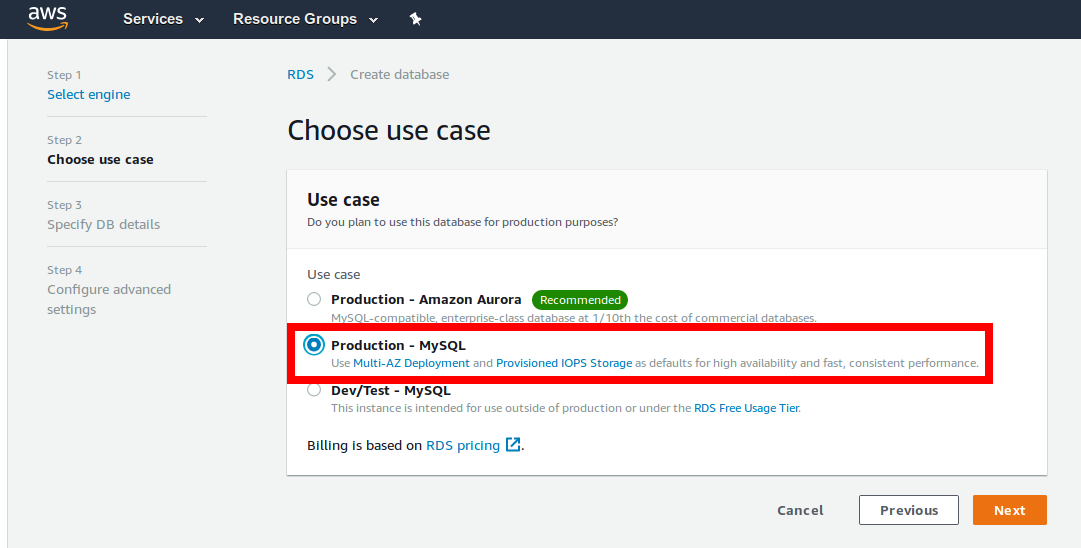 aws
Services
Resource Groups
Step 1
Select engine
Step 2
Choose use case
Step 3
Specify DB details
Step 4
Configure advanced
settings
RDS
Create database
Choose use case
Use case
Do you plan to use this database for production purposes?
Use case
Production - Amazon Aurora Recommended
MySQL-compatible, enterprise-class database at 1/10th the cost of commercial databases.
Production - MySQL
Use Multi-AZ Deployment and Provisioned IOPS Storage as defaults for high availability and fast, consistent performance.
Dev/Test - MySQL
This instance is intended for use outside of production or under the RDS Free Usage Tier.
Billing is based on RDS pricing .
Cancel
Previous
Next